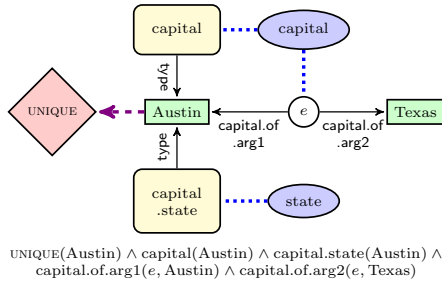 capital
capital
type
UNIQUE
Austin
e
Texas
capital.of
.arg1
capital.of
.arg2
type
capital
.state
state
UNIQUE(Austin) ∧ capital(Austin) ∧ capital.state(Austin) ∧
capital.of.arg1(e, Austin) ∧ capital.of.arg2(e, Texas)